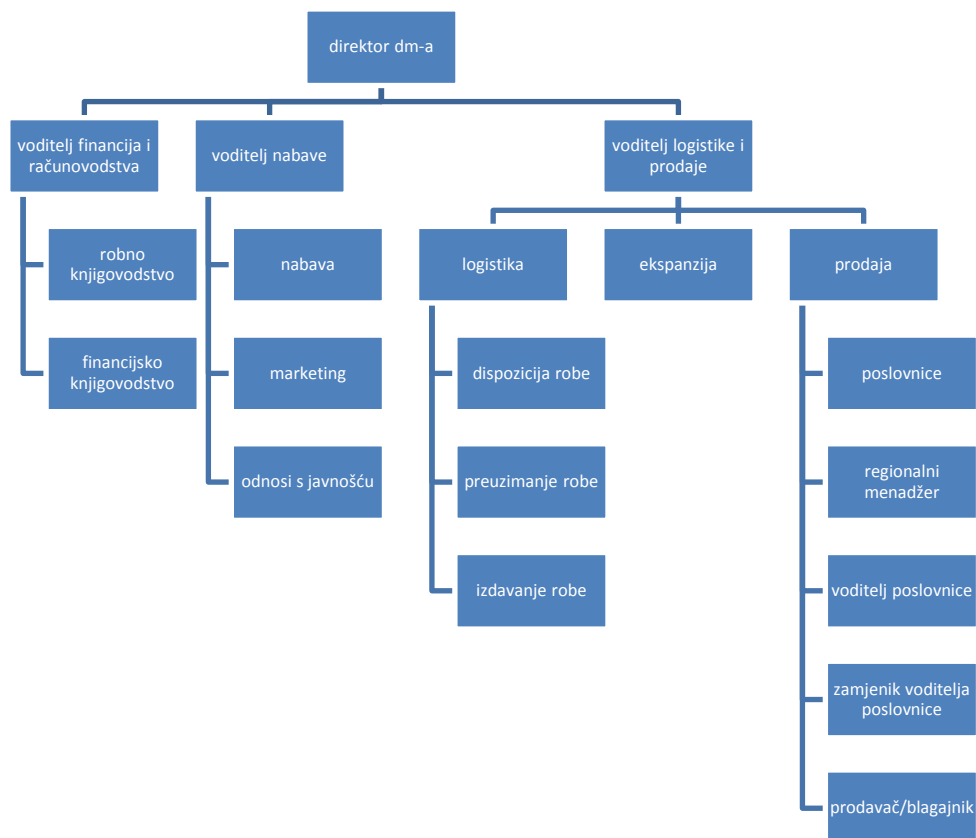 direktor dm-a
voditelj financija i
računovodstva
voditelj nabave
voditelj logistike i
prodaje
robno
knjigovodstvo
nabava
logistika
ekspanzija
prodaja
financijsko
knjigovodstvo
marketing
dispozicija robe
poslovnice
odnosi s javnošću
preuzimanje robe
regionalni
menadžer
izdavanje robe
voditelj poslovnice
zamjenik voditelja
poslovnice
prodavač/blagajnik